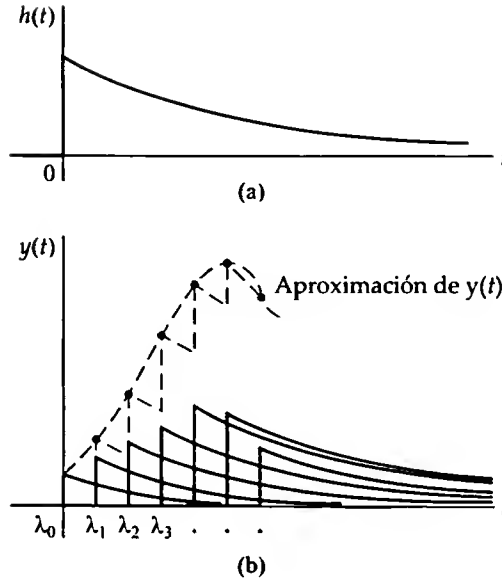 h(t)
0
(a)
y(t)
Aproximación de y(t)
λ₀ λ₁ λ₂ λ₃ . . .
(b)